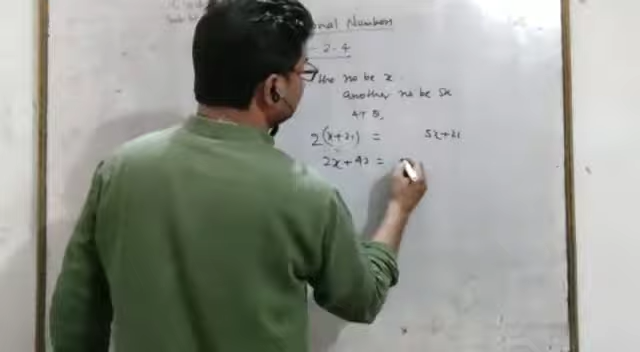 onal Numbers
- 2.4
the no be x.
another no be 5x
ATQ,
2(x+21) = 5x+21
2x+42 =